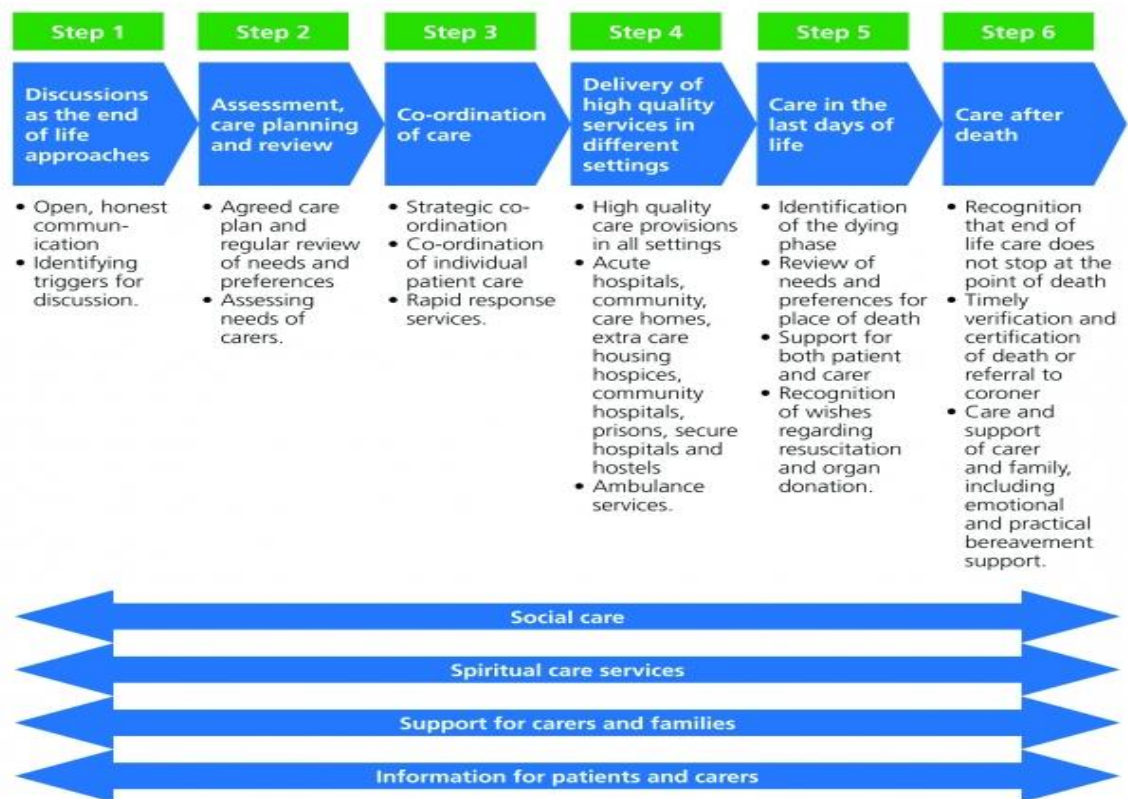 Step 1
Step 2
Step 3
Step 4
Step 5
Step 6
Discussions
as the end
of life
approaches
Assessment,
care planning
and review
Co-ordination
of care
Delivery of
high quality
services in
different
settings
Care in the
last days of
life
Care after
death
• Open, honest
commun-
ication
• Identifying
triggers for
discussion.
• Agreed care
plan and
regular review
of needs and
preferences
• Assessing
needs of
carers.
• Strategic co-
ordination
• Co-ordination
of individual
patient care
• Rapid response
services.
• High quality
care provisions
in all settings
• Acute
hospitals,
community,
care homes,
extra care
housing
hospices,
community
hospitals,
prisons, secure
hospitals and
hostels
• Ambulance
services.
• Identification
of the dying
phase
• Review of
needs and
preferences for
place of death
• Support for
both patient
and carer
• Recognition
of wishes
regarding
resuscitation
and organ
donation.
• Recognition
that end of
life care does
not stop at the
point of death
• Timely
verification and
certification
of death or
referral to
coroner
• Care and
support
of carer
and family,
including
emotional
and practical
bereavement
support.
Social care
Spiritual care services
Support for carers and families
Information for patients and carers